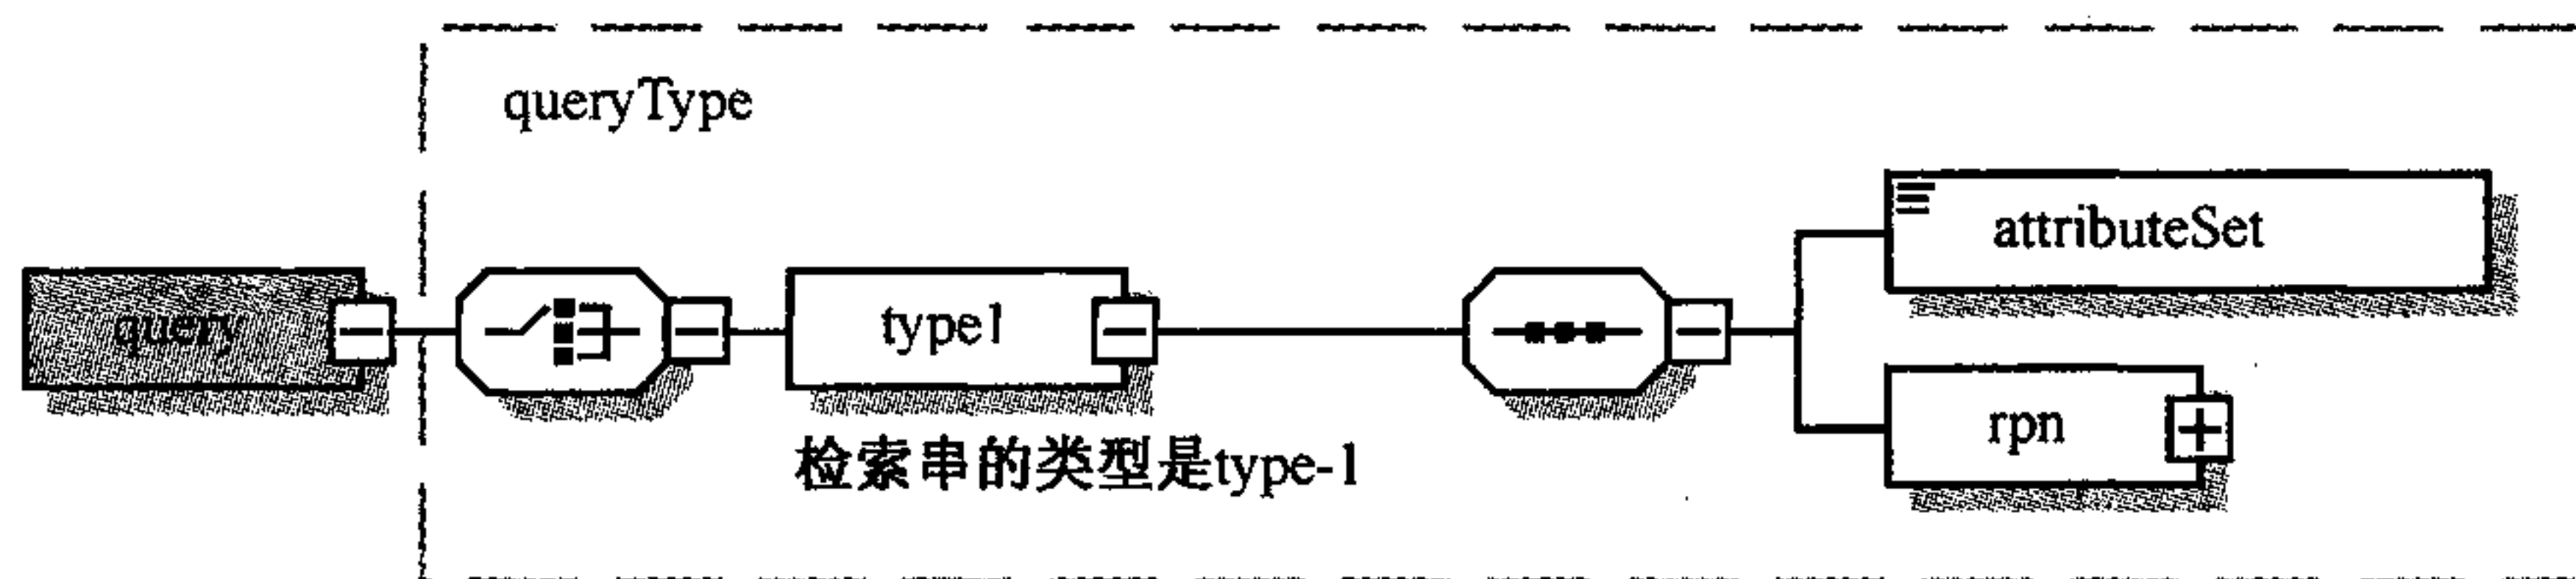 queryType
query
type1
attributeSet
rpn
检索串的类型是type-1